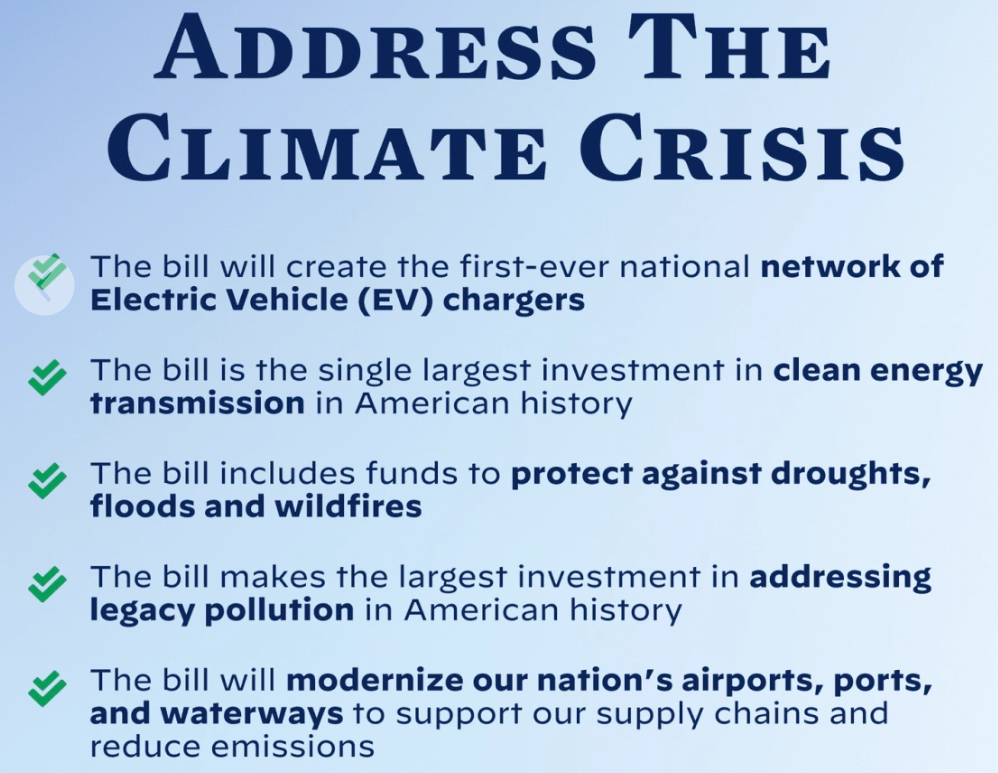 ADDRESS THE
CLIMATE CRISIS
The bill will create the first-ever national network of
Electric Vehicle (EV) chargers
The bill is the single largest investment in clean energy
transmission in American history
The bill includes funds to protect against droughts,
floods and wildfires
The bill makes the largest investment in addressing
legacy pollution in American history
The bill will modernize our nation’s airports, ports,
and waterways to support our supply chains and
reduce emissions